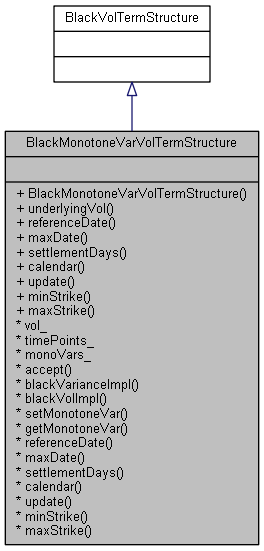 BlackVolTermStructure
BlackMonotoneVarVolTermStructure
+ BlackMonotoneVarVolTermStructure()
+ underlyingVol()
+ referenceDate()
+ maxDate()
+ settlementDays()
+ calendar()
+ update()
+ minStrike()
+ maxStrike()
* vol_
* timePoints_
* monoVars_
* accept()
* blackVarianceImpl()
* blackVolImpl()
* setMonotoneVar()
* getMonotoneVar()
* referenceDate()
* maxDate()
* settlementDays()
* calendar()
* update()
* minStrike()
* maxStrike()